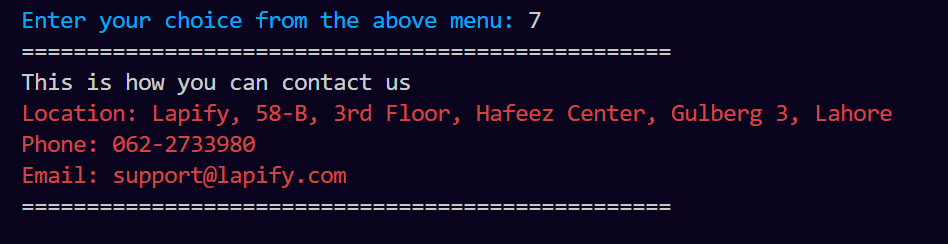 Enter your choice from the above menu: 7
==================================================
This is how you can contact us
Location: Lapify, 58-B, 3rd Floor, Hafeez Center, Gulberg 3, Lahore
Phone: 062-2733980
Email: support@lapify.com
==================================================